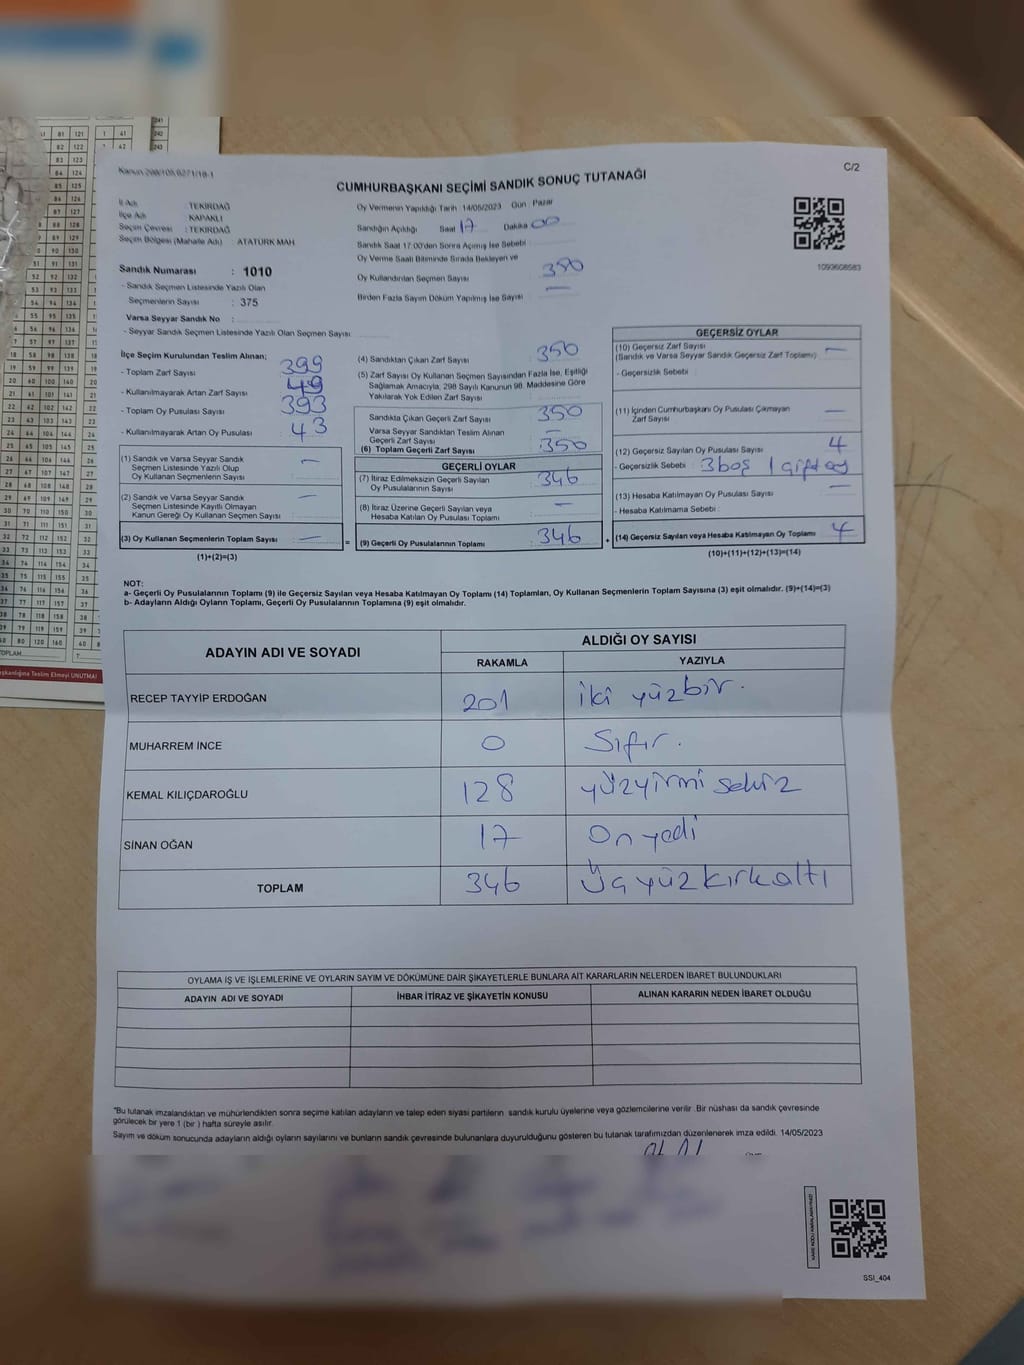 Kanun 298/105,6271/18-1
C/2
CUMHURBAŞKANI SEÇİMİ SANDIK SONUÇ TUTANAĞI
İl Adı : TEKİRDAĞ
İlçe Adı : KAPAKLI
Seçim Çevresi : TEKİRDAĞ
Seçim Bölgesi (Mahalle Adı) : ATATÜRK MAH
Sandık Numarası : 1010
- Sandık Seçmen Listesinde Yazılı Olan
Seçmenlerin Sayısı : 375
Varsa Seyyar Sandık No :
- Seyyar Sandık Seçmen Listesinde Yazılı Olan Seçmen Sayısı :
Oy Vermenin Yapıldığı Tarih : 14/05/2023 Gün : Pazar
Sandığın Açıldığı Saat 17 Dakika 00
Sandık Saat 17.00'den Sonra Açılmış İse Sebebi :
Oy Verme Saati Bitiminde Sırada Bekleyen ve
Oy Kullandırılan Seçmen Sayısı 350
Birden Fazla Sayım Döküm Yapılmış İse Sayısı —
1093608583
İlçe Seçim Kurulundan Teslim Alınan;
- Toplam Zarf Sayısı 399
- Kullanılmayarak Artan Zarf Sayısı 49
- Toplam Oy Pusulası Sayısı 393
- Kullanılmayarak Artan Oy Pusulası 43
(1) Sandık ve Varsa Seyyar Sandık
Seçmen Listesinde Yazılı Olup
Oy Kullanan Seçmenlerin Sayısı —
(2) Sandık ve Varsa Seyyar Sandık
Seçmen Listesinde Kayıtlı Olmayan
Kanun Gereği Oy Kullanan Seçmen Sayısı —
(3) Oy Kullanan Seçmenlerin Toplam Sayısı — =
(1)+(2)=(3)
(4) Sandıktan Çıkan Zarf Sayısı 350
(5) Zarf Sayısı Oy Kullanan Seçmen Sayısından Fazla İse, Eşitliği
Sağlamak Amacıyla, 298 Sayılı Kanunun 98. Maddesine Göre
Yakılarak Yok Edilen Zarf Sayısı
Sandıkta Çıkan Geçerli Zarf Sayısı 350
Varsa Seyyar Sandıktan Teslim Alınan
Geçerli Zarf Sayısı —
(6) Toplam Geçerli Zarf Sayısı 350
GEÇERLİ OYLAR
(7) İtiraz Edilmeksizin Geçerli Sayılan
Oy Pusulalarının Sayısı 346
(8) İtiraz Üzerine Geçerli Sayılan veya
Hesaba Katılan Oy Pusulası Toplamı —
(9) Geçerli Oy Pusulalarının Toplamı 346 +
GEÇERSİZ OYLAR
(10) Geçersiz Zarf Sayısı
(Sandık ve Varsa Seyyar Sandık Geçersiz Zarf Toplamı) —
- Geçersizlik Sebebi :
(11) İçinden Cumhurbaşkanı Oy Pusulası Çıkmayan
Zarf Sayısı —
(12) Geçersiz Sayılan Oy Pusulası Sayısı 4
- Geçersizlik Sebebi : 3 boş 1 çift oy
(13) Hesaba Katılmayan Oy Pusulası Sayısı —
- Hesaba Katılmama Sebebi :
(14) Geçersiz Sayılan veya Hesaba Katılmayan Oy Toplamı 4
(10)+(11)+(12)+(13)=(14)
NOT:
a- Geçerli Oy Pusulalarının Toplamı (9) ile Geçersiz Sayılan veya Hesaba Katılmayan Oy Toplamı (14) Toplamları, Oy Kullanan Seçmenlerin Toplam Sayısına (3) eşit olmalıdır. (9)+(14)=(3)
b- Adayların Aldığı Oyların Toplamı, Geçerli Oy Pusulalarının Toplamına (9) eşit olmalıdır.
ADAYIN ADI VE SOYADI
ALDIĞI OY SAYISI
RAKAMLA YAZIYLA
RECEP TAYYİP ERDOĞAN 201 iki yüzbir.
MUHARREM İNCE 0 Sıfır.
KEMAL KILIÇDAROĞLU 128 yüzyirmi sekiz
SİNAN OĞAN 17 On yedi
TOPLAM 346 Üç yüz kırk altı
OYLAMA İŞ VE İŞLEMLERİNE VE OYLARIN SAYIM VE DÖKÜMÜNE DAİR ŞİKAYETLERLE BUNLARA AİT KARARLARIN NELERDEN İBARET BULUNDUKLARI
ADAYIN ADI VE SOYADI İHBAR İTİRAZ VE ŞİKAYETİN KONUSU ALINAN KARARIN NEDEN İBARET OLDUĞU
*Bu tutanak imzalandıktan ve mühürlendikten sonra seçime katılan adayların ve talep eden siyasi partilerin sandık kurulu üyelerine veya gözlemcilerine verilir. Bir nüshası da sandık çevresinde
görülecek bir yere 1 (bir ) hafta süreyle asılır.
Sayım ve döküm sonucunda adayların aldığı oyların sayılarını ve bunların sandık çevresinde bulunanlara duyurulduğunu gösteren bu tutanak tarafımızdan düzenlenerek imza edildi. 14/05/2023
SSI_404